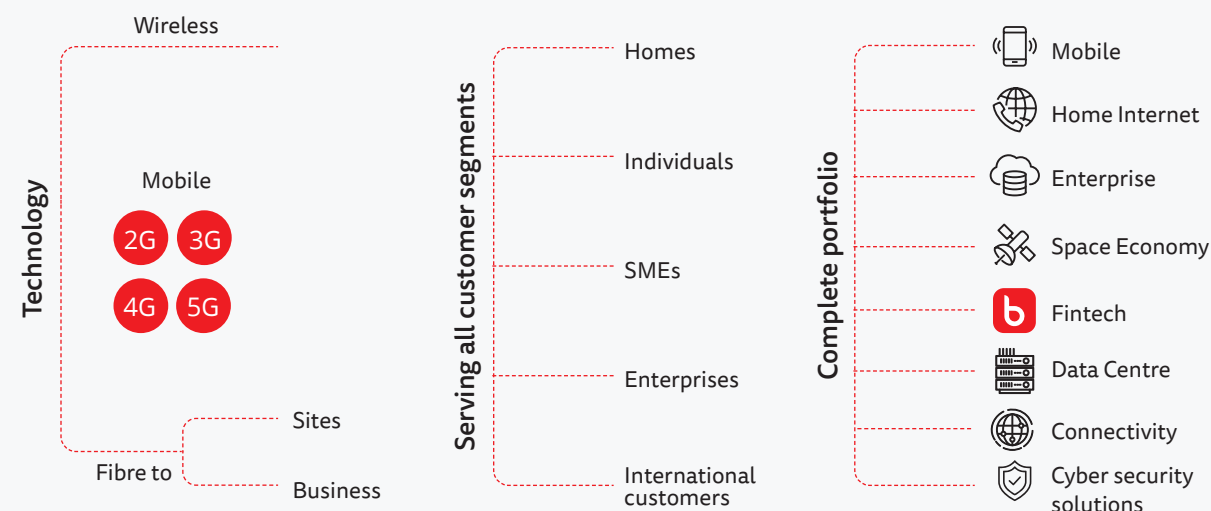 Technology
Wireless
Mobile
2G
3G
4G
5G
Fibre to
Sites
Business
Serving all customer segments
Homes
Individuals
SMEs
Enterprises
International
customers
Complete portfolio
Mobile
Home Internet
Enterprise
Space Economy
b
Fintech
Data Centre
Connectivity
Cyber security
solutions